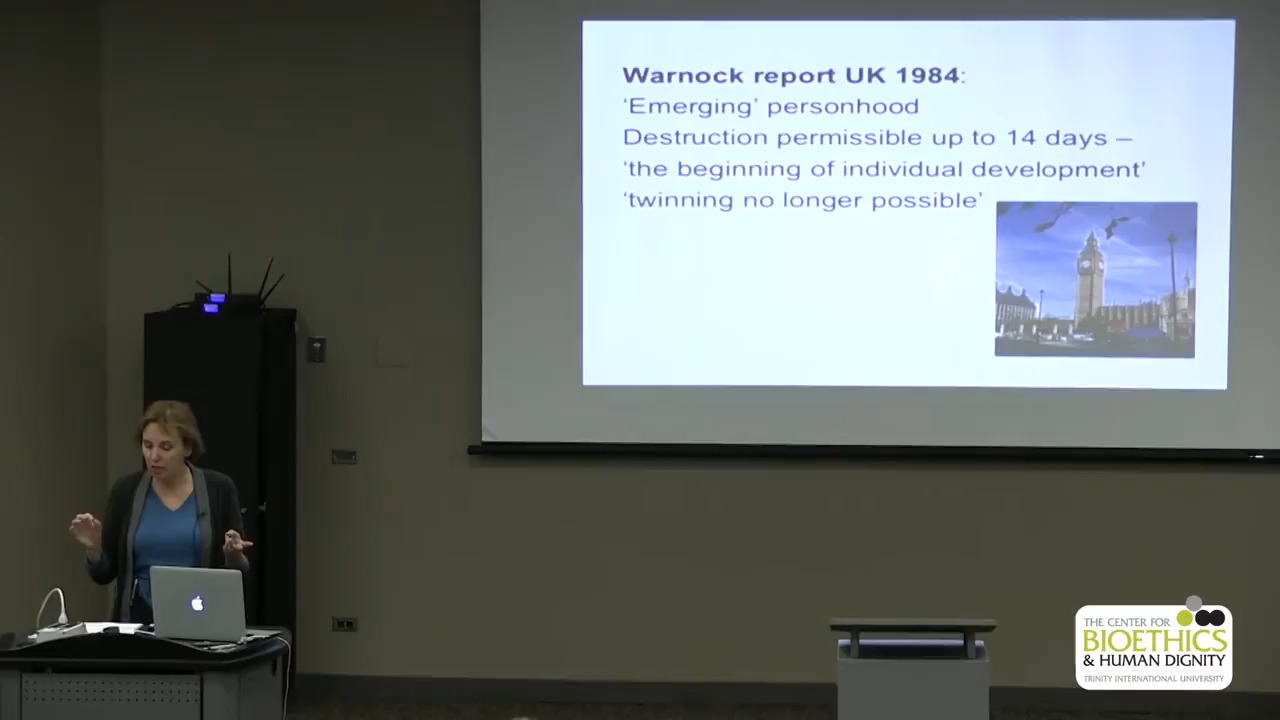 Warnock report UK 1984:
‘Emerging’ personhood
Destruction permissible up to 14 days –
‘the beginning of individual development’
‘twinning no longer possible’
THE CENTER FOR
BIOETHICS
& HUMAN DIGNITY
TRINITY INTERNATIONAL UNIVERSITY